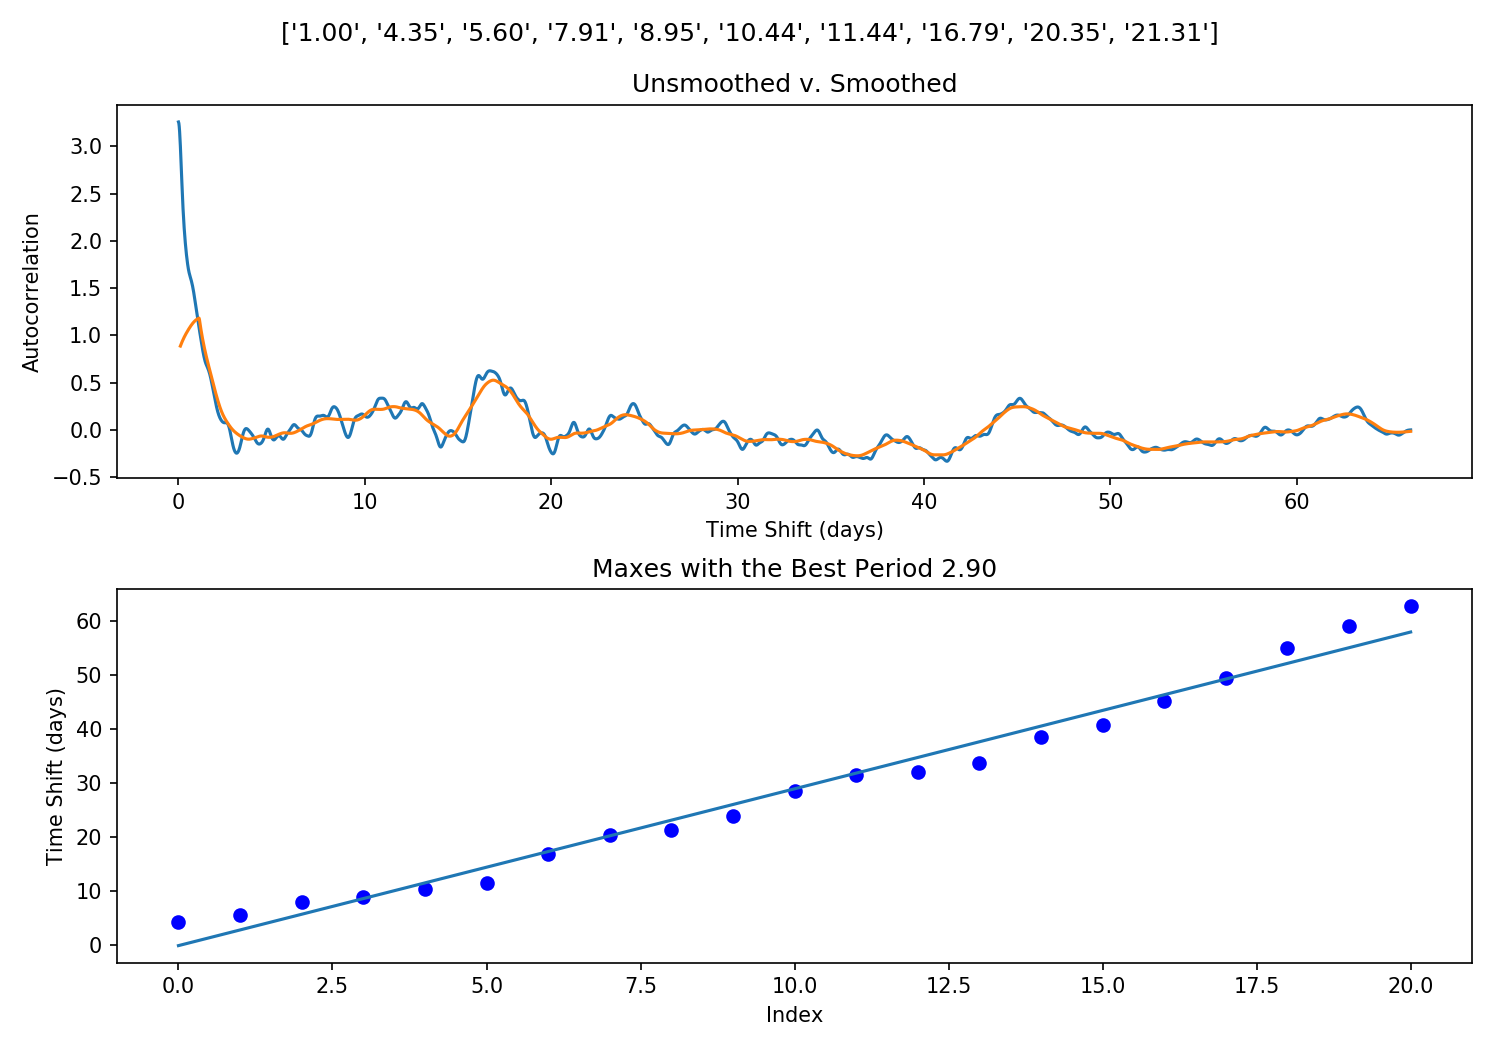 ['1.00', '4.35', '5.60', '7.91', '8.95', '10.44', '11.44', '16.79', '20.35', '21.31']
Unsmoothed v. Smoothed
Autocorrelation
3.0
2.5
2.0
1.5
1.0
0.5
0.0
−0.5
0 10 20 30 40 50 60
Time Shift (days)
Maxes with the Best Period 2.90
Time Shift (days)
60
50
40
30
20
10
0
0.0 2.5 5.0 7.5 10.0 12.5 15.0 17.5 20.0
Index